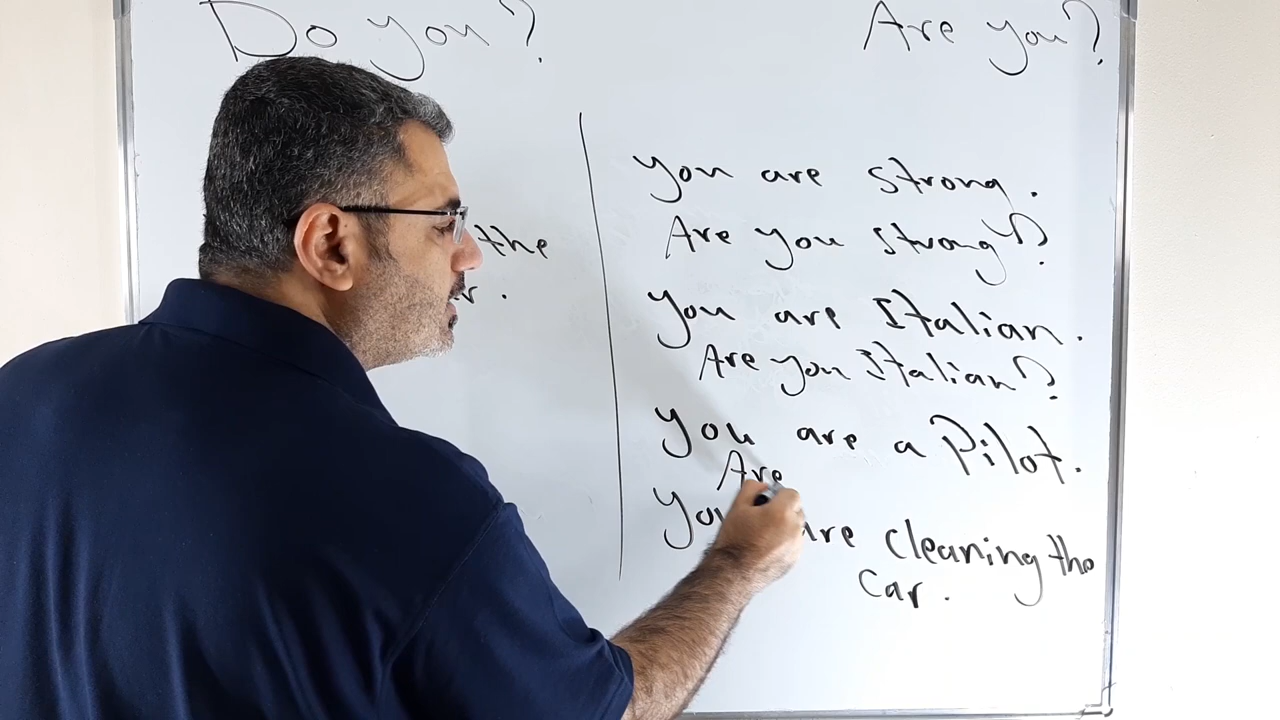 Do you?
Are you?
the
r.
you are strong.
Are you strong?
you are Italian.
Are you Italian?
you are a Pilot.
Are
you are cleaning the
car.